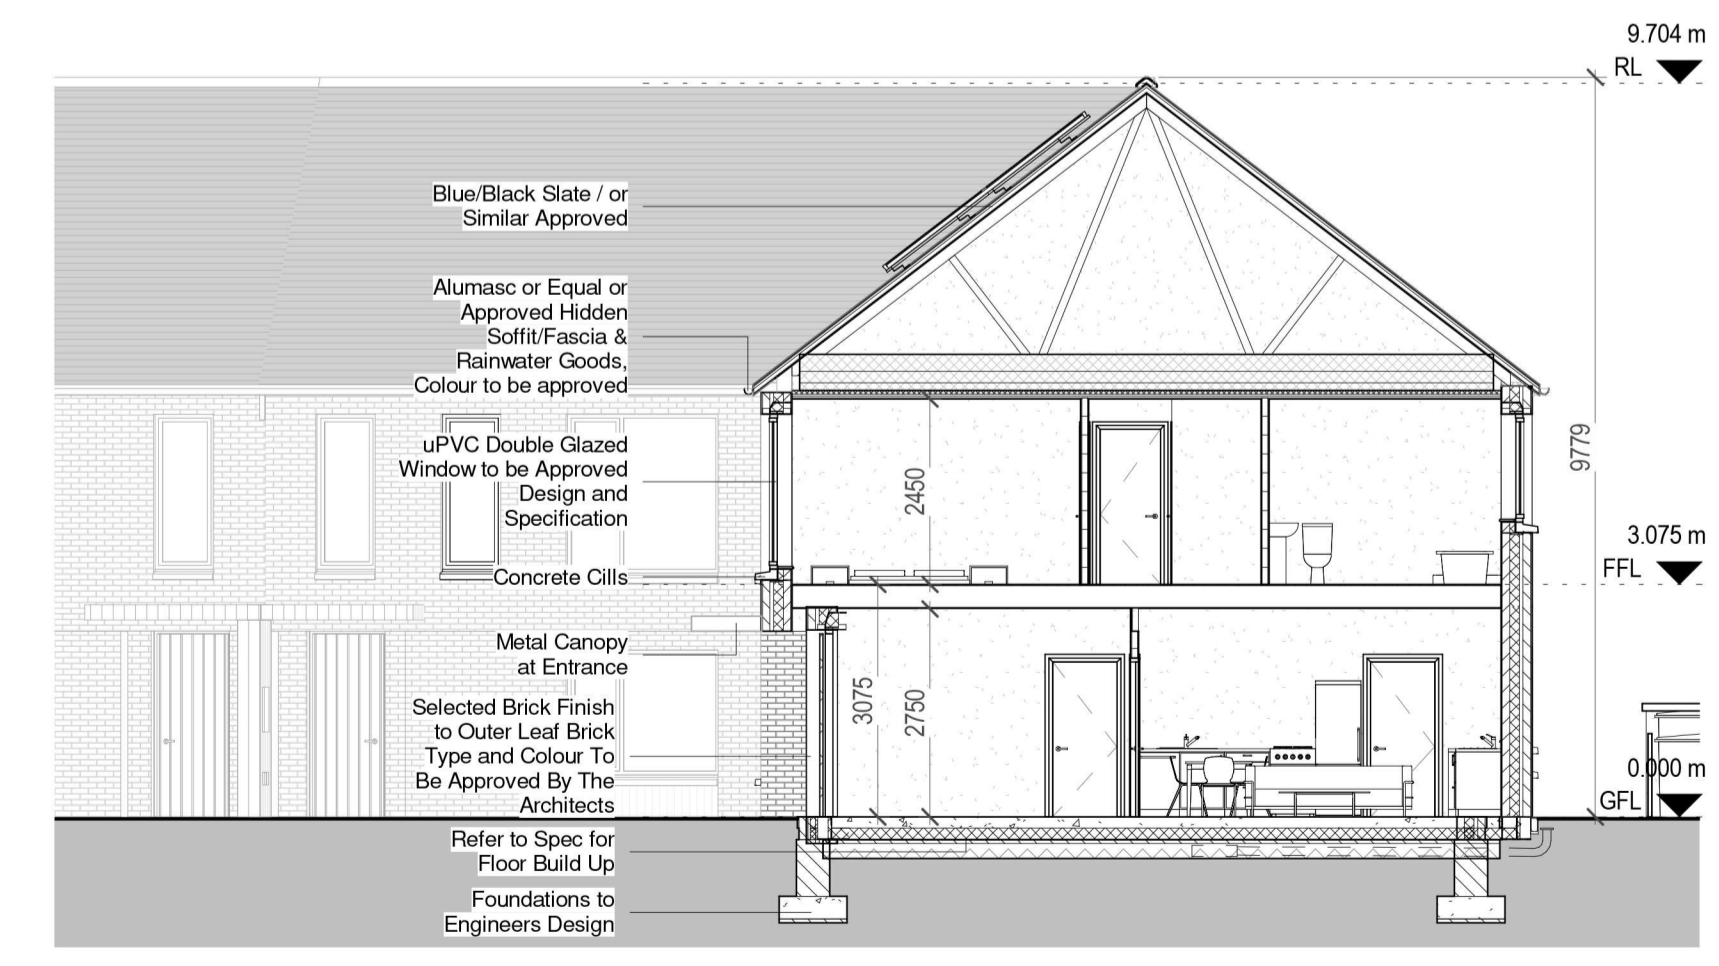 9.704 m
RL
Blue/Black Slate / or
Similar Approved
Alumasc or Equal or
Approved Hidden
Soffit/Fascia &
Rainwater Goods,
Colour to be approved
uPVC Double Glazed
Window to be Approved
Design and
Specification
2450
9779
3.075 m
FFL
Concrete Cills
Metal Canopy
at Entrance
3075
2750
Selected Brick Finish
to Outer Leaf Brick
Type and Colour To
Be Approved By The
Architects
0.000 m
GFL
Refer to Spec for
Floor Build Up
Foundations to
Engineers Design